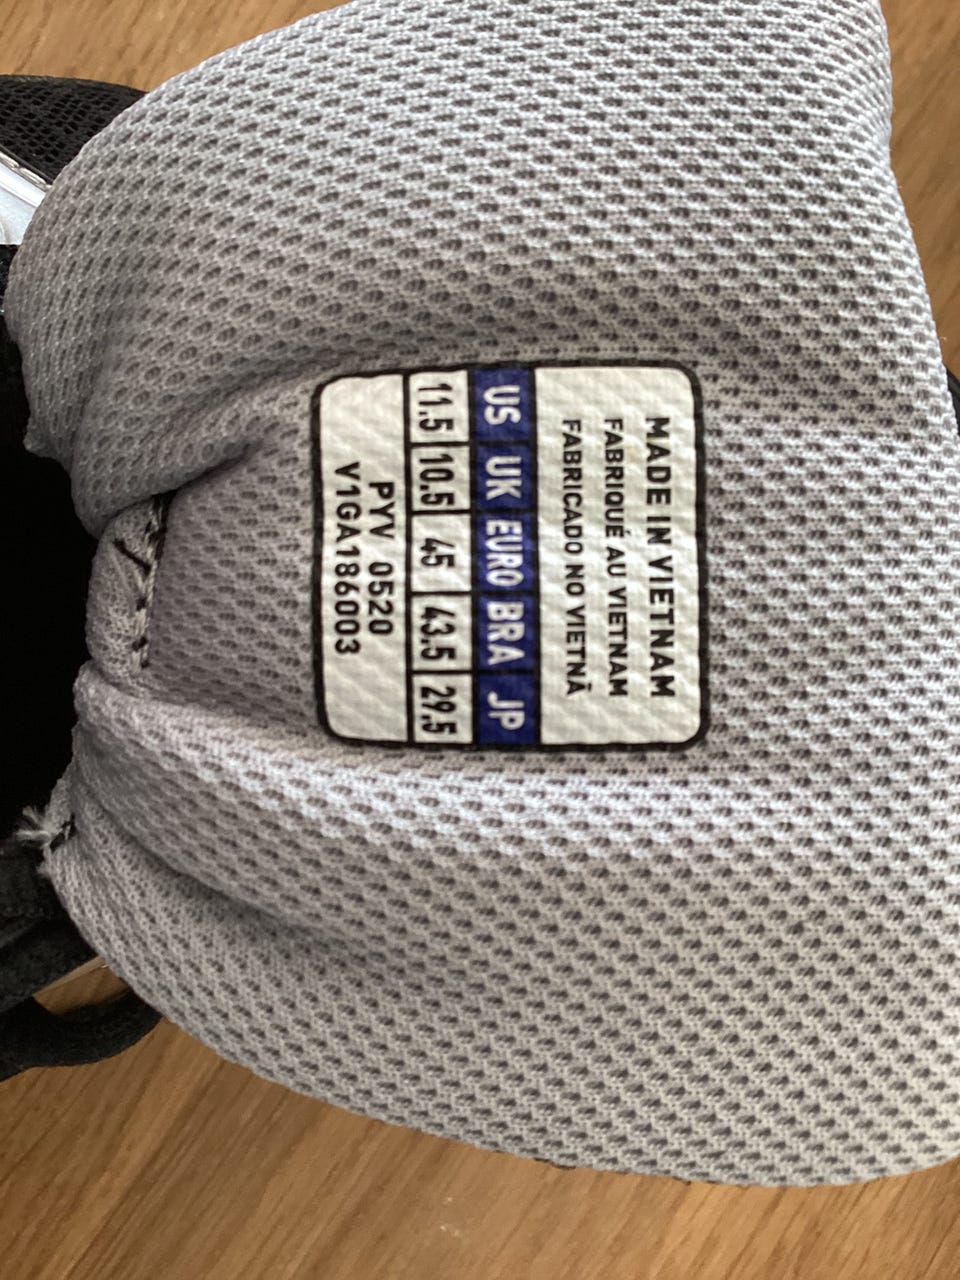 MADE IN VIETNAM
FABRIQUÉ AU VIETNAM
FABRICADO NO VIETNÃ
US UK EURO BRA JP
11.5 10.5 45 43.5 29.5
PYV 0520
V1GA186003